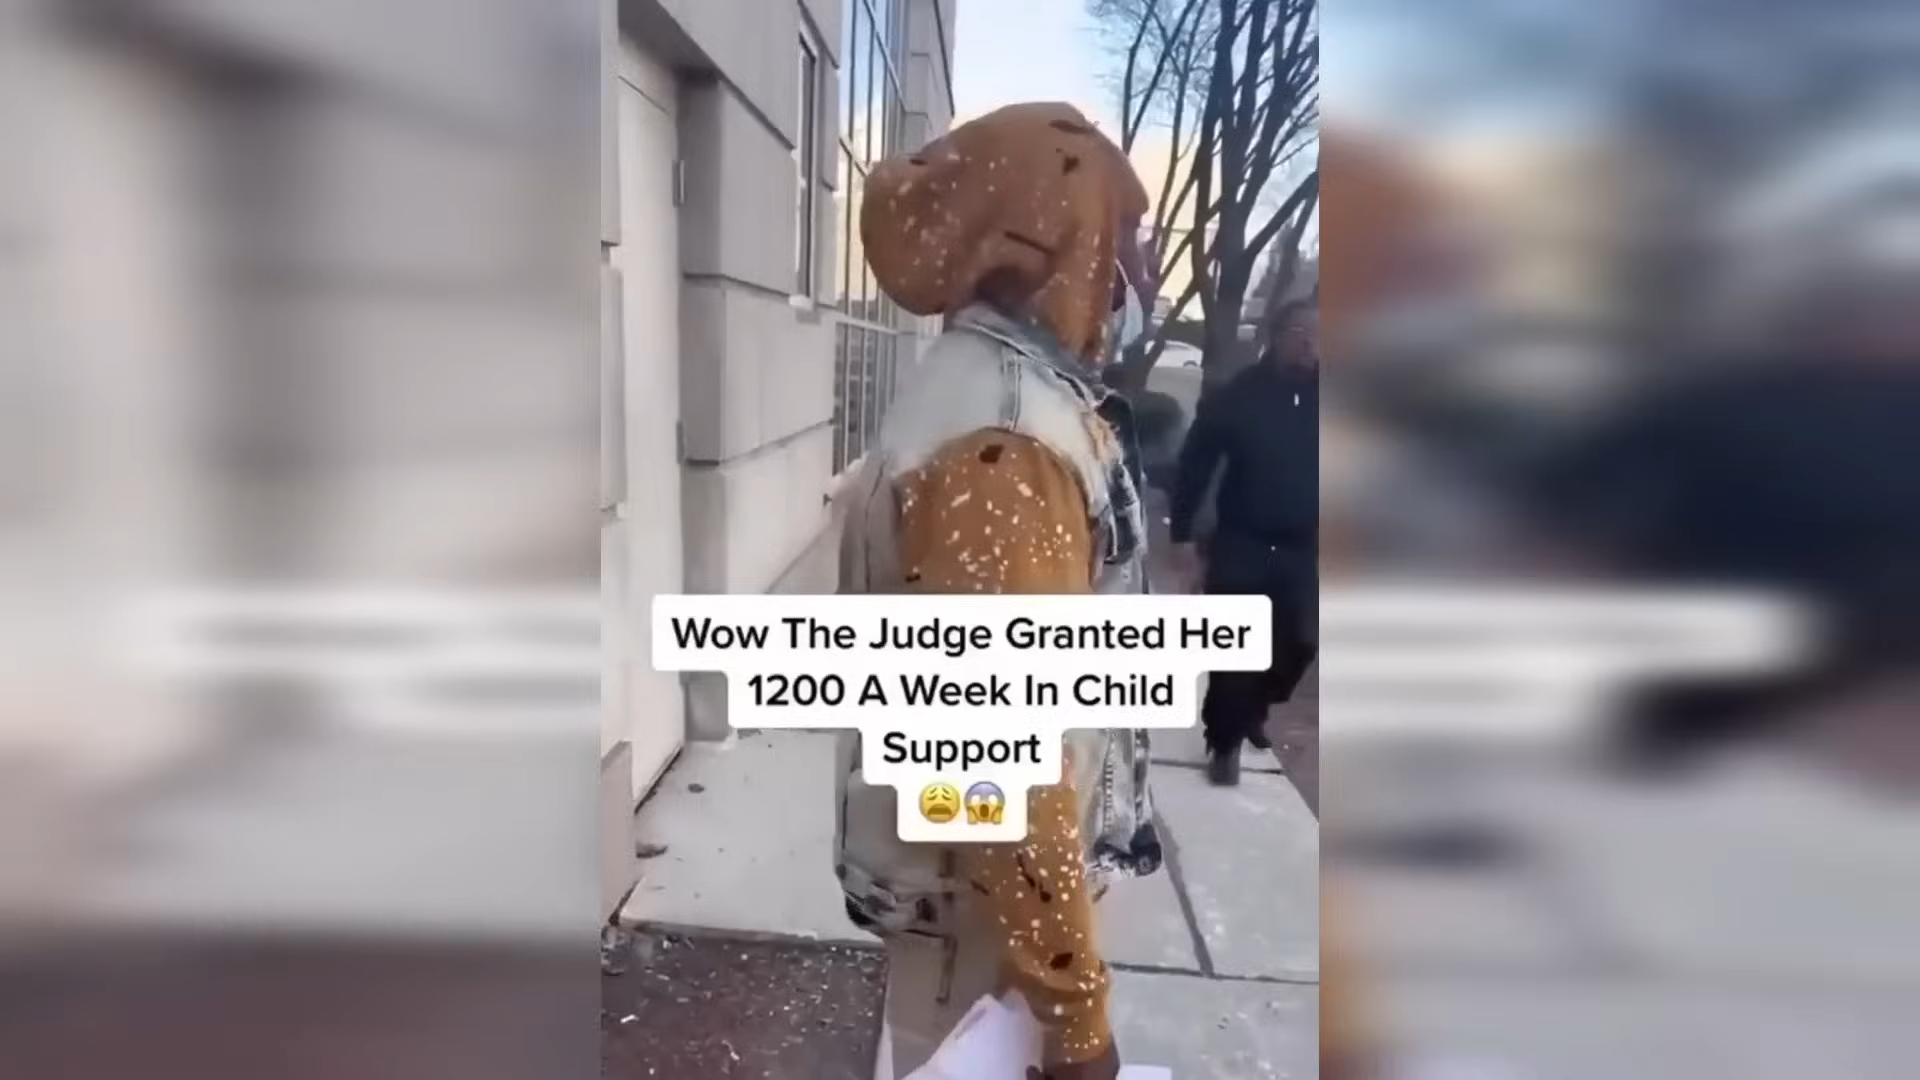 Wow The Judge Granted Her
1200 A Week In Child
Support
😩😱